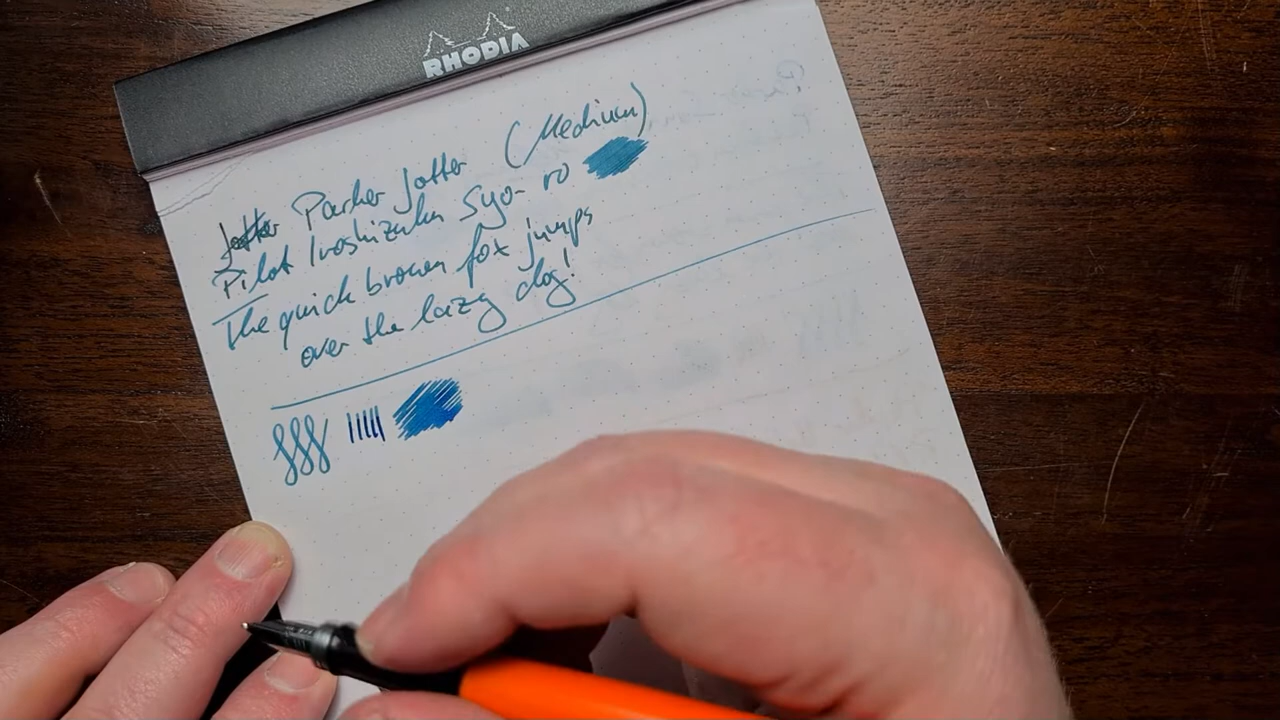 RHODIA
Jotter Parker Jotter (Medium)
Pilot Iroshizuku Syo-ro
The quick brown fox jumps
over the lazy dog!